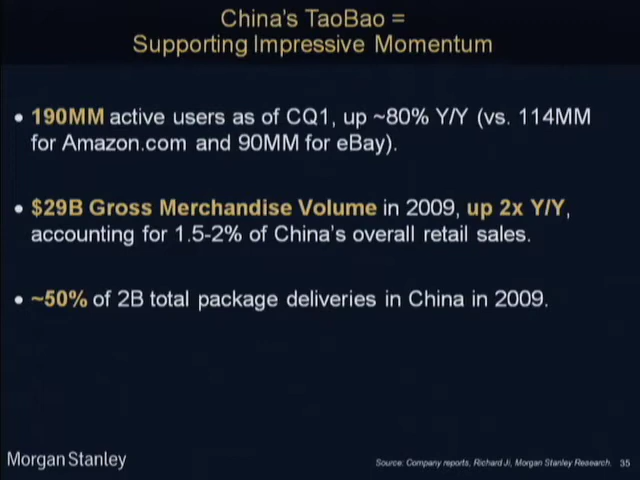 China's TaoBao =
Supporting Impressive Momentum
• 190MM active users as of CQ1, up ~80% Y/Y (vs. 114MM
for Amazon.com and 90MM for eBay).
• $29B Gross Merchandise Volume in 2009, up 2x Y/Y,
accounting for 1.5-2% of China's overall retail sales.
• ~50% of 2B total package deliveries in China in 2009.
Morgan Stanley
Source: Company reports, Richard Ji, Morgan Stanley Research. 35